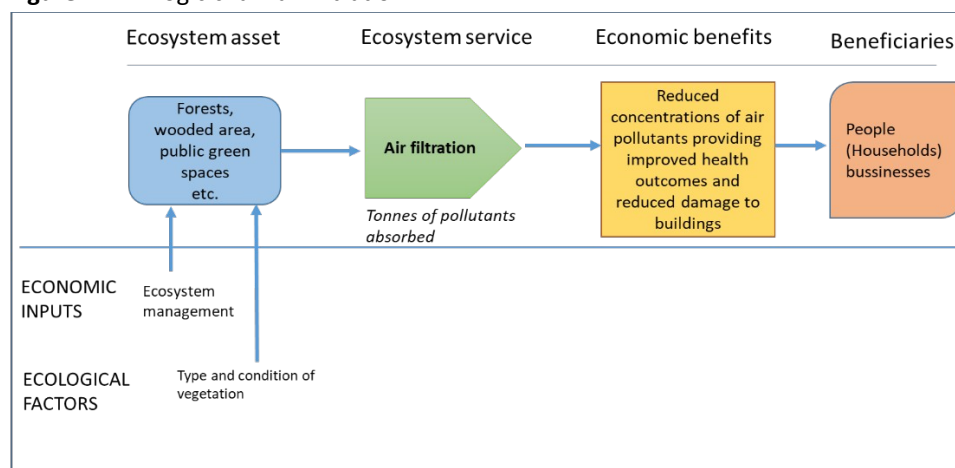 Ecosystem asset
Ecosystem service
Economic benefits
Beneficiaries
Forests,
wooded area,
public green
spaces
etc.
Air filtration
Tonnes of pollutants
absorbed
Reduced
concentrations of air
pollutants providing
improved health
outcomes and
reduced damage to
buildings
People
(Households)
bussinesses
ECONOMIC
INPUTS
Ecosystem
management
ECOLOGICAL
FACTORS
Type and condition of
vegetation